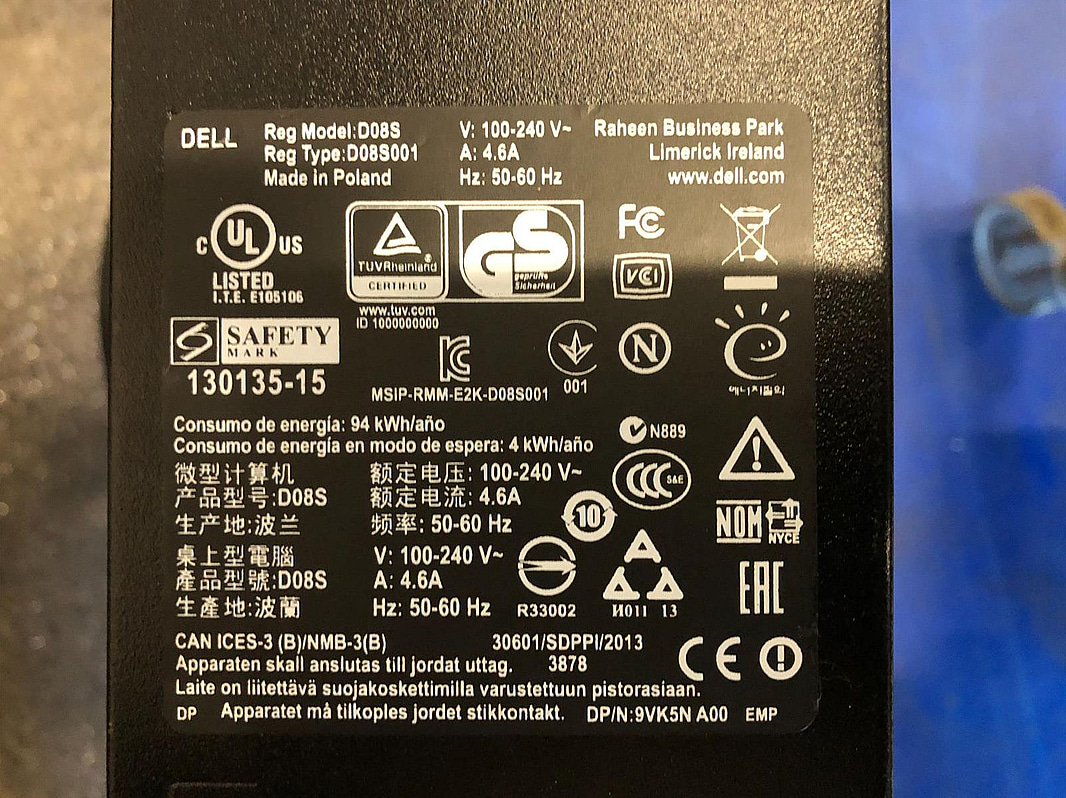 DELL
Reg Model:D08S
Reg Type:D08S001
Made in Poland
V: 100-240 V~
A: 4.6A
Hz: 50-60 Hz
Raheen Business Park
Limerick Ireland
www.dell.com
C UL US
LISTED
I.T.E. E105106
TÜVRheinland®
CERTIFIED
GS
geprüfte
Sicherheit
www.tuv.com
ID 1000000000
FC
VCI
S SAFETY
MARK
130135-15
KC
MSIP-RMM-E2K-D08S001
001
N
에너지절약
Consumo de energía: 94 kWh/año
Consumo de energía en modo de espera: 4 kWh/año
N889
微型计算机
产品型号:D08S
生产地:波兰
额定电压: 100-240 V~
额定电流: 4.6A
频率: 50-60 Hz
CCC S&E
10
NOM NYCE
桌上型電腦
產品型號:D08S
生產地:波蘭
V: 100-240 V~
A: 4.6A
Hz: 50-60 Hz
R33002
И011 13
EAC
CAN ICES-3 (B)/NMB-3(B)
30601/SDPPI/2013
3878
CE
Apparaten skall anslutas till jordat uttag.
Laite on liitettävä suojakoskettimilla varustettuun pistorasiaan.
DP Apparatet må tilkoples jordet stikkontakt. DP/N:9VK5N A00 EMP